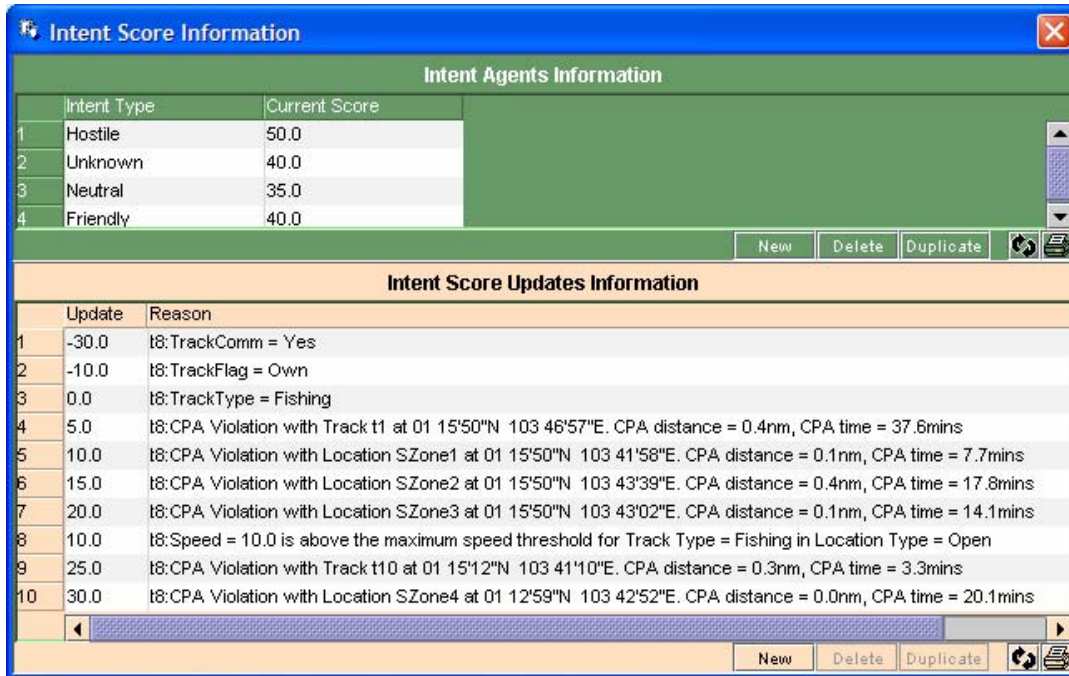 Intent Score Information
Intent Agents Information
Intent Type Current Score
1 Hostile 50.0
2 Unknown 40.0
3 Neutral 35.0
4 Friendly 40.0
New Delete Duplicate
Intent Score Updates Information
Update Reason
1 -30.0 t8:TrackComm = Yes
2 -10.0 t8:TrackFlag = Own
3 0.0 t8:TrackType = Fishing
4 5.0 t8:CPA Violation with Track t1 at 01 15'50"N 103 46'57"E. CPA distance = 0.4nm, CPA time = 37.6mins
5 10.0 t8:CPA Violation with Location SZone1 at 01 15'50"N 103 41'58"E. CPA distance = 0.1nm, CPA time = 7.7mins
6 15.0 t8:CPA Violation with Location SZone2 at 01 15'50"N 103 43'39"E. CPA distance = 0.4nm, CPA time = 17.8mins
7 20.0 t8:CPA Violation with Location SZone3 at 01 15'50"N 103 43'02"E. CPA distance = 0.1nm, CPA time = 14.1mins
8 10.0 t8:Speed = 10.0 is above the maximum speed threshold for Track Type = Fishing in Location Type = Open
9 25.0 t8:CPA Violation with Track t10 at 01 15'12"N 103 41'10"E. CPA distance = 0.3nm, CPA time = 3.3mins
10 30.0 t8:CPA Violation with Location SZone4 at 01 12'59"N 103 42'52"E. CPA distance = 0.0nm, CPA time = 20.1mins
New Delete Duplicate